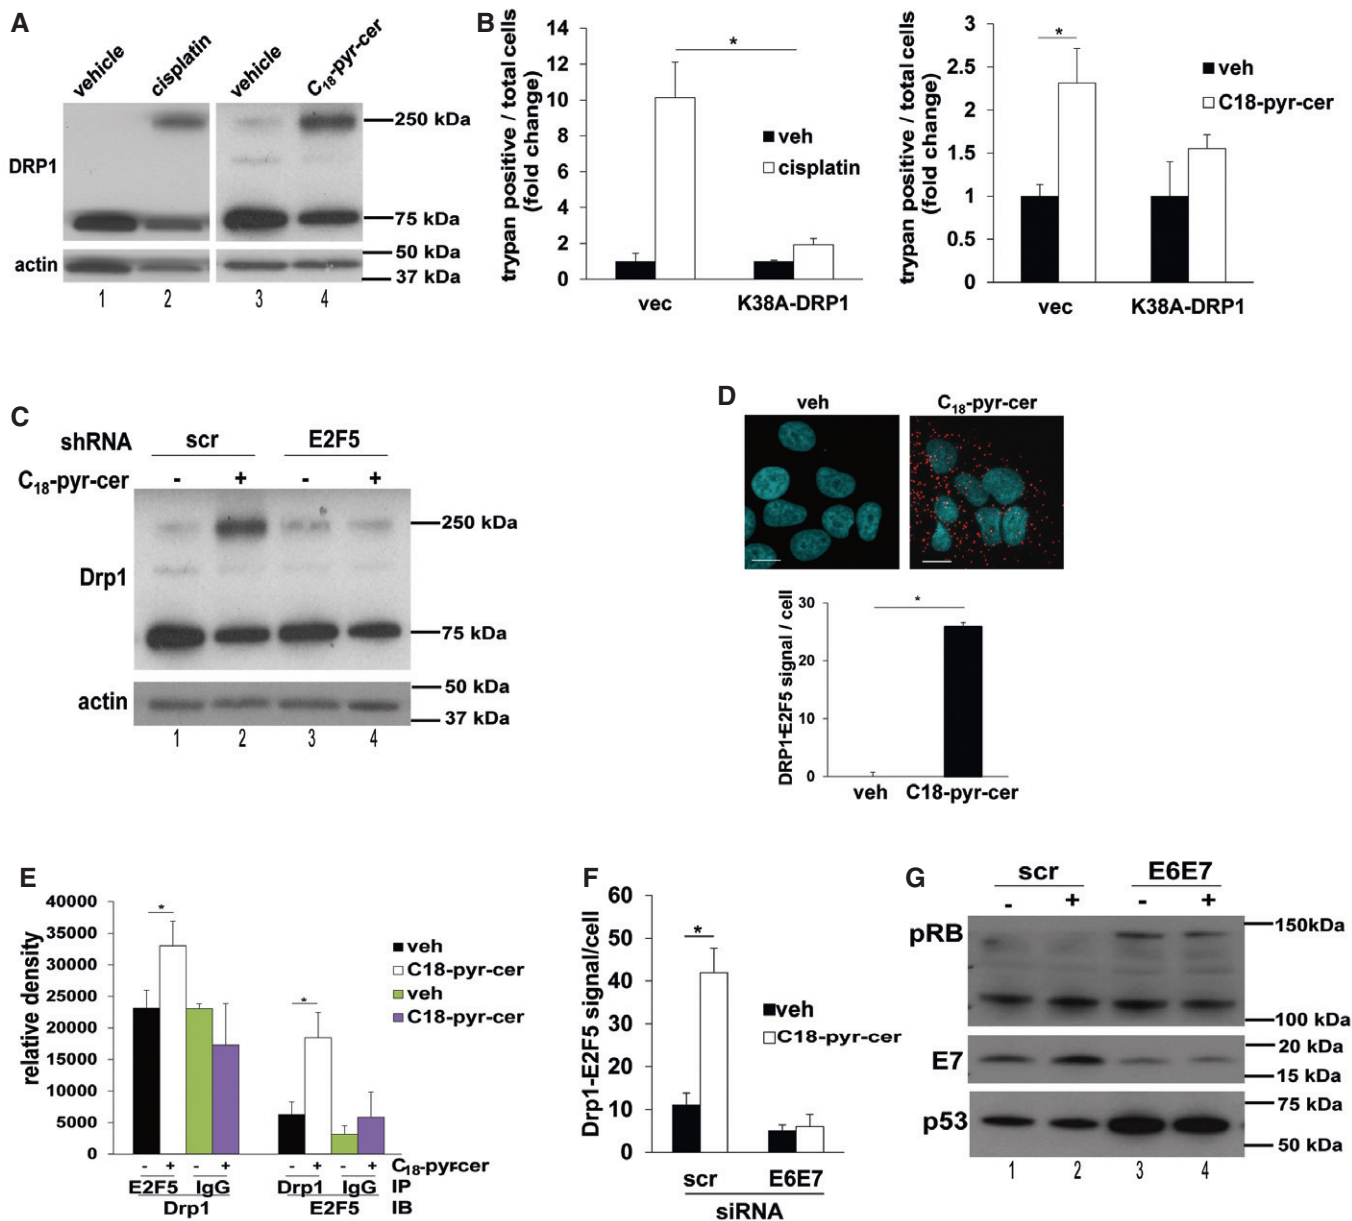 A
vehicle
cisplatin
vehicle
C18-pyr-cer
DRP1
250 kDa
75 kDa
actin
50 kDa
37 kDa
1 2 3 4
B
trypan positive / total cells
(fold change)
14
12
10
8
6
4
2
0
*
veh
cisplatin
vec
K38A-DRP1
trypan positive / total cells
(fold change)
3
2.5
2
1.5
1
0.5
0
*
veh
C18-pyr-cer
vec
K38A-DRP1
C
shRNA scr E2F5
C18-pyr-cer - + - +
Drp1
250 kDa
75 kDa
actin
50 kDa
37 kDa
1 2 3 4
D
veh
C18-pyr-cer
DRP1-E2F5 signal / cell
30
20
10
0
*
veh
C18-pyr-cer
E
relative density
40000
35000
30000
25000
20000
15000
10000
5000
0
*
*
veh
C18-pyr-cer
veh
C18-pyr-cer
- + - + - + - + C18-pyr-cer
E2F5 IgG Drp1 IgG IP
Drp1 E2F5 IB
F
Drp1-E2F5 signal/cell
60
50
40
30
20
10
0
*
veh
C18-pyr-cer
scr
E6E7
siRNA
G
scr E6E7
- + - +
pRB
150kDa
100 kDa
E7
20 kDa
15 kDa
p53
75 kDa
50 kDa
1 2 3 4